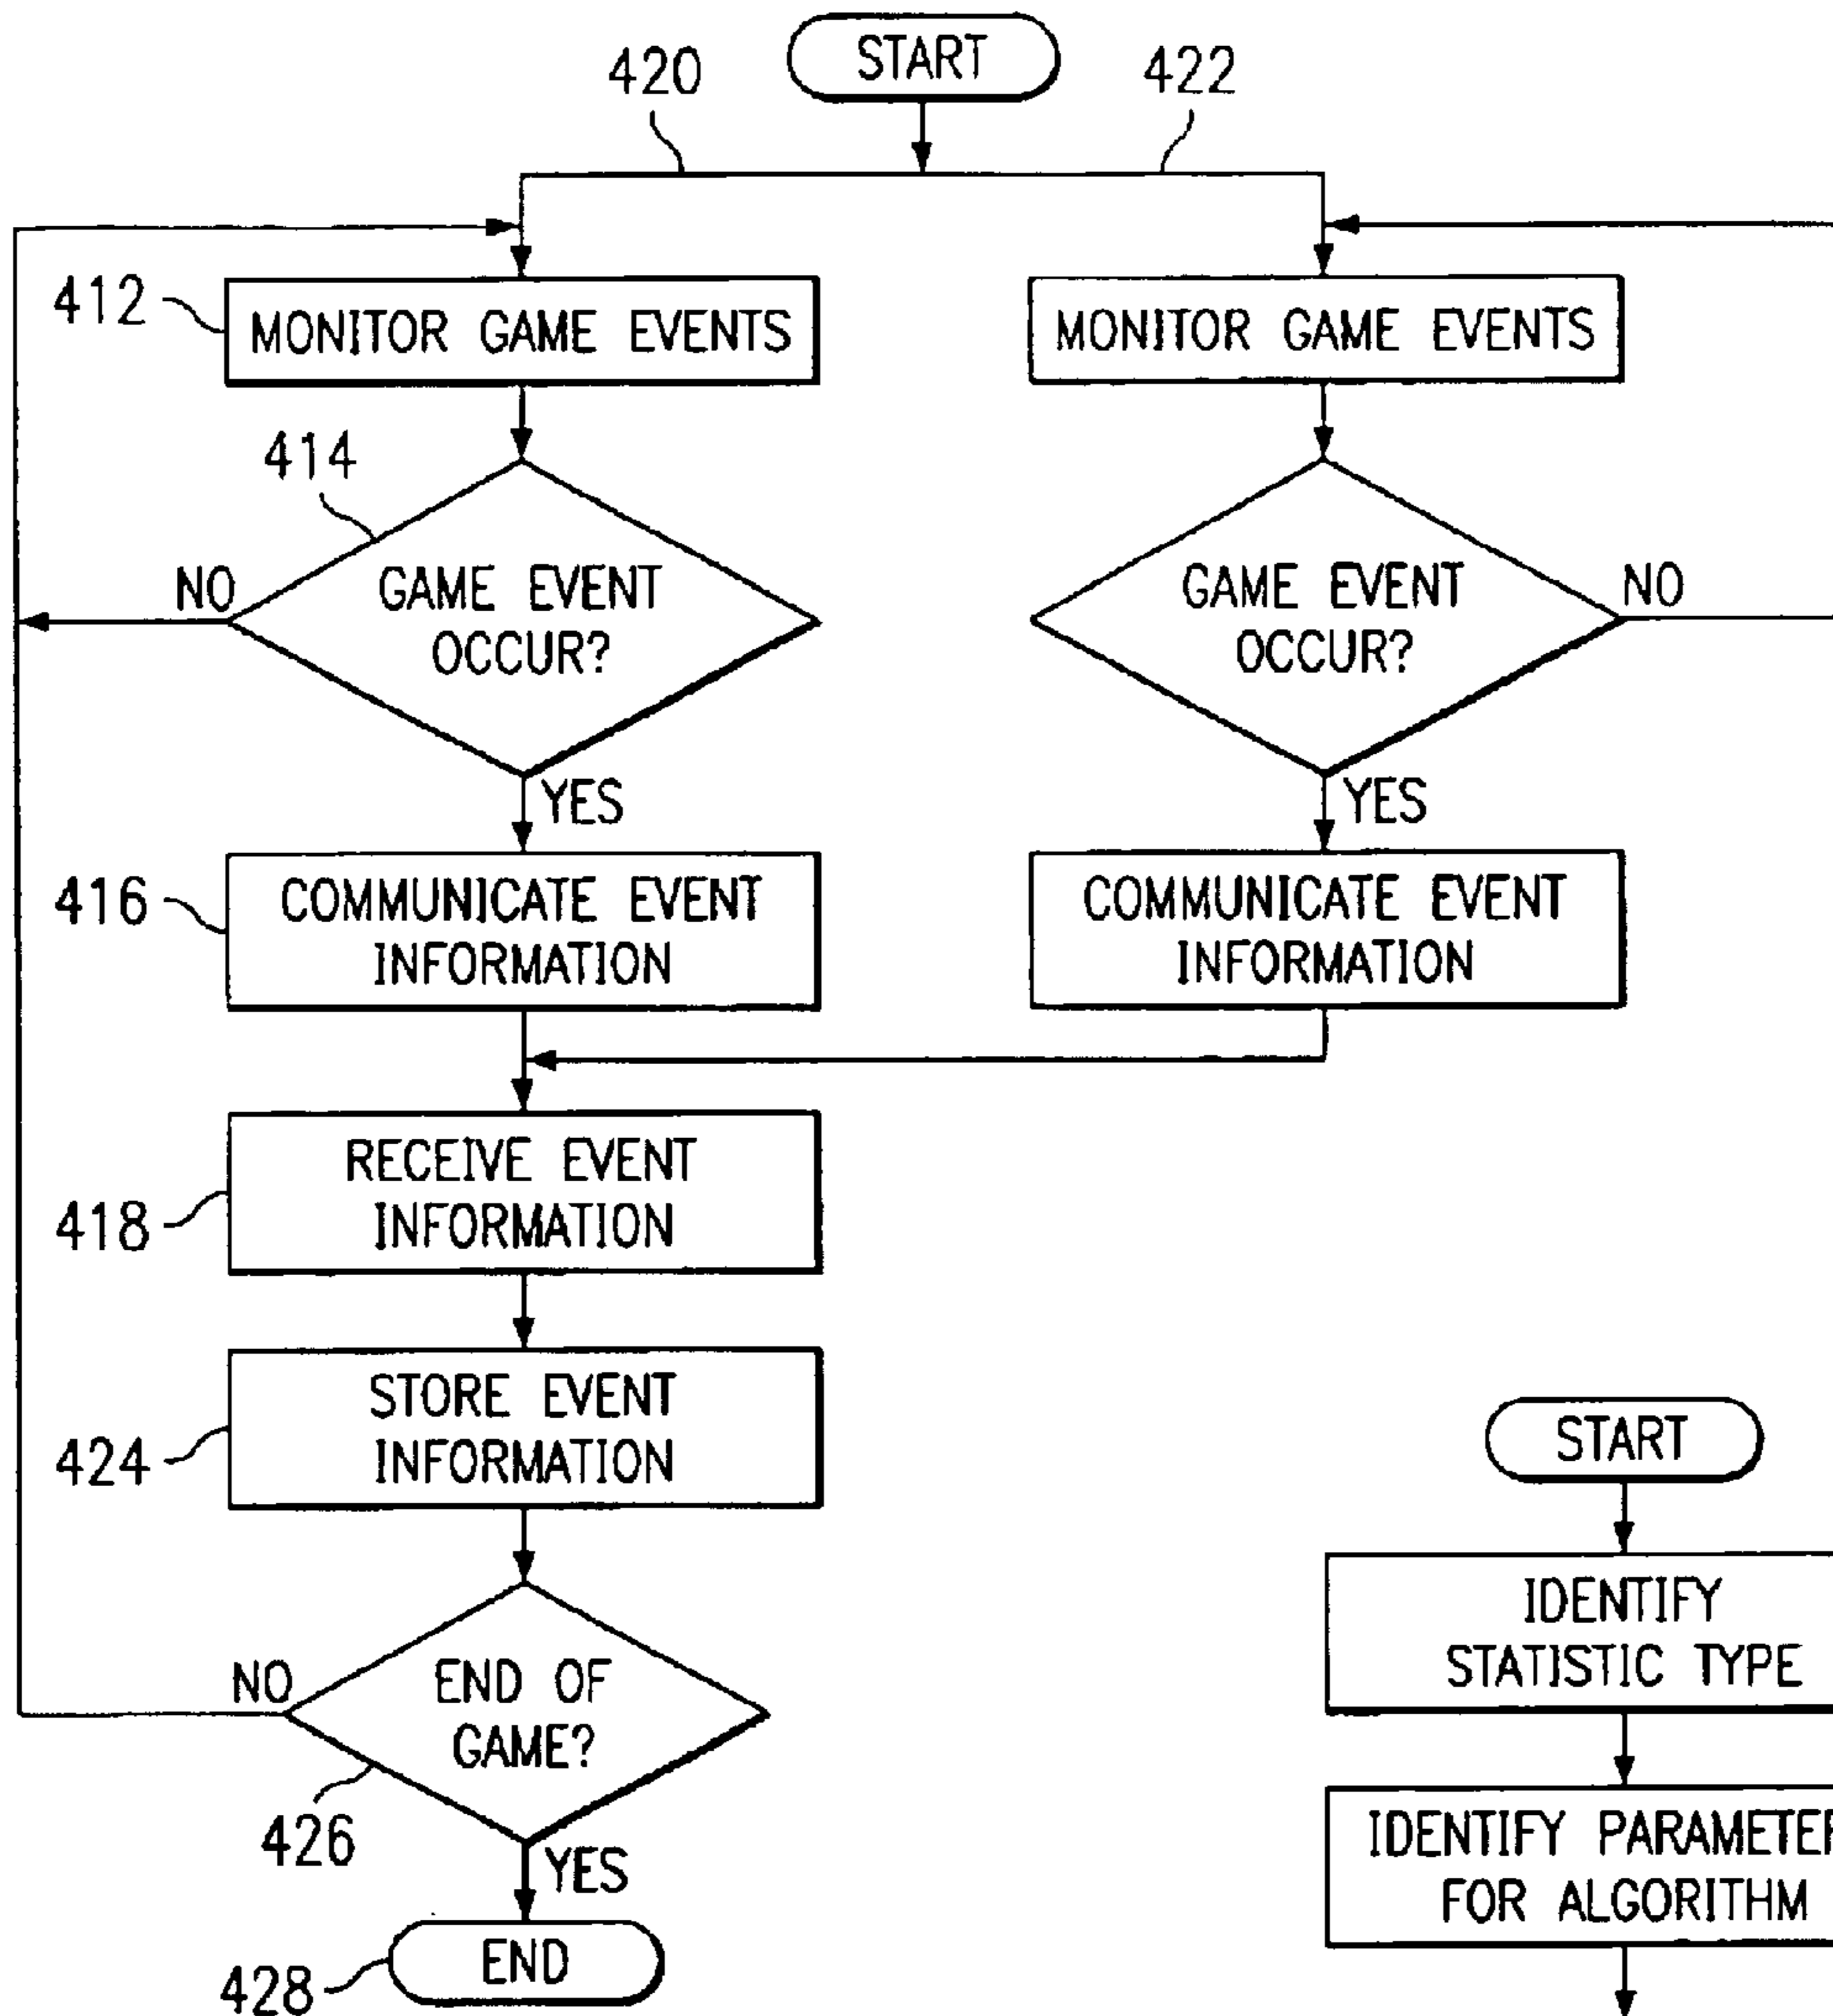 START
420
422
412
MONITOR GAME EVENTS
MONITOR GAME EVENTS
414
GAME EVENT
OCCUR?
NO
GAME EVENT
OCCUR?
NO
YES
YES
416
COMMUNICATE EVENT
INFORMATION
COMMUNICATE EVENT
INFORMATION
418
RECEIVE EVENT
INFORMATION
424
STORE EVENT
INFORMATION
NO
END OF
GAME?
426
YES
END
428
START
IDENTIFY
STATISTIC TYPE
IDENTIFY PARAMETER
FOR ALGORITHM